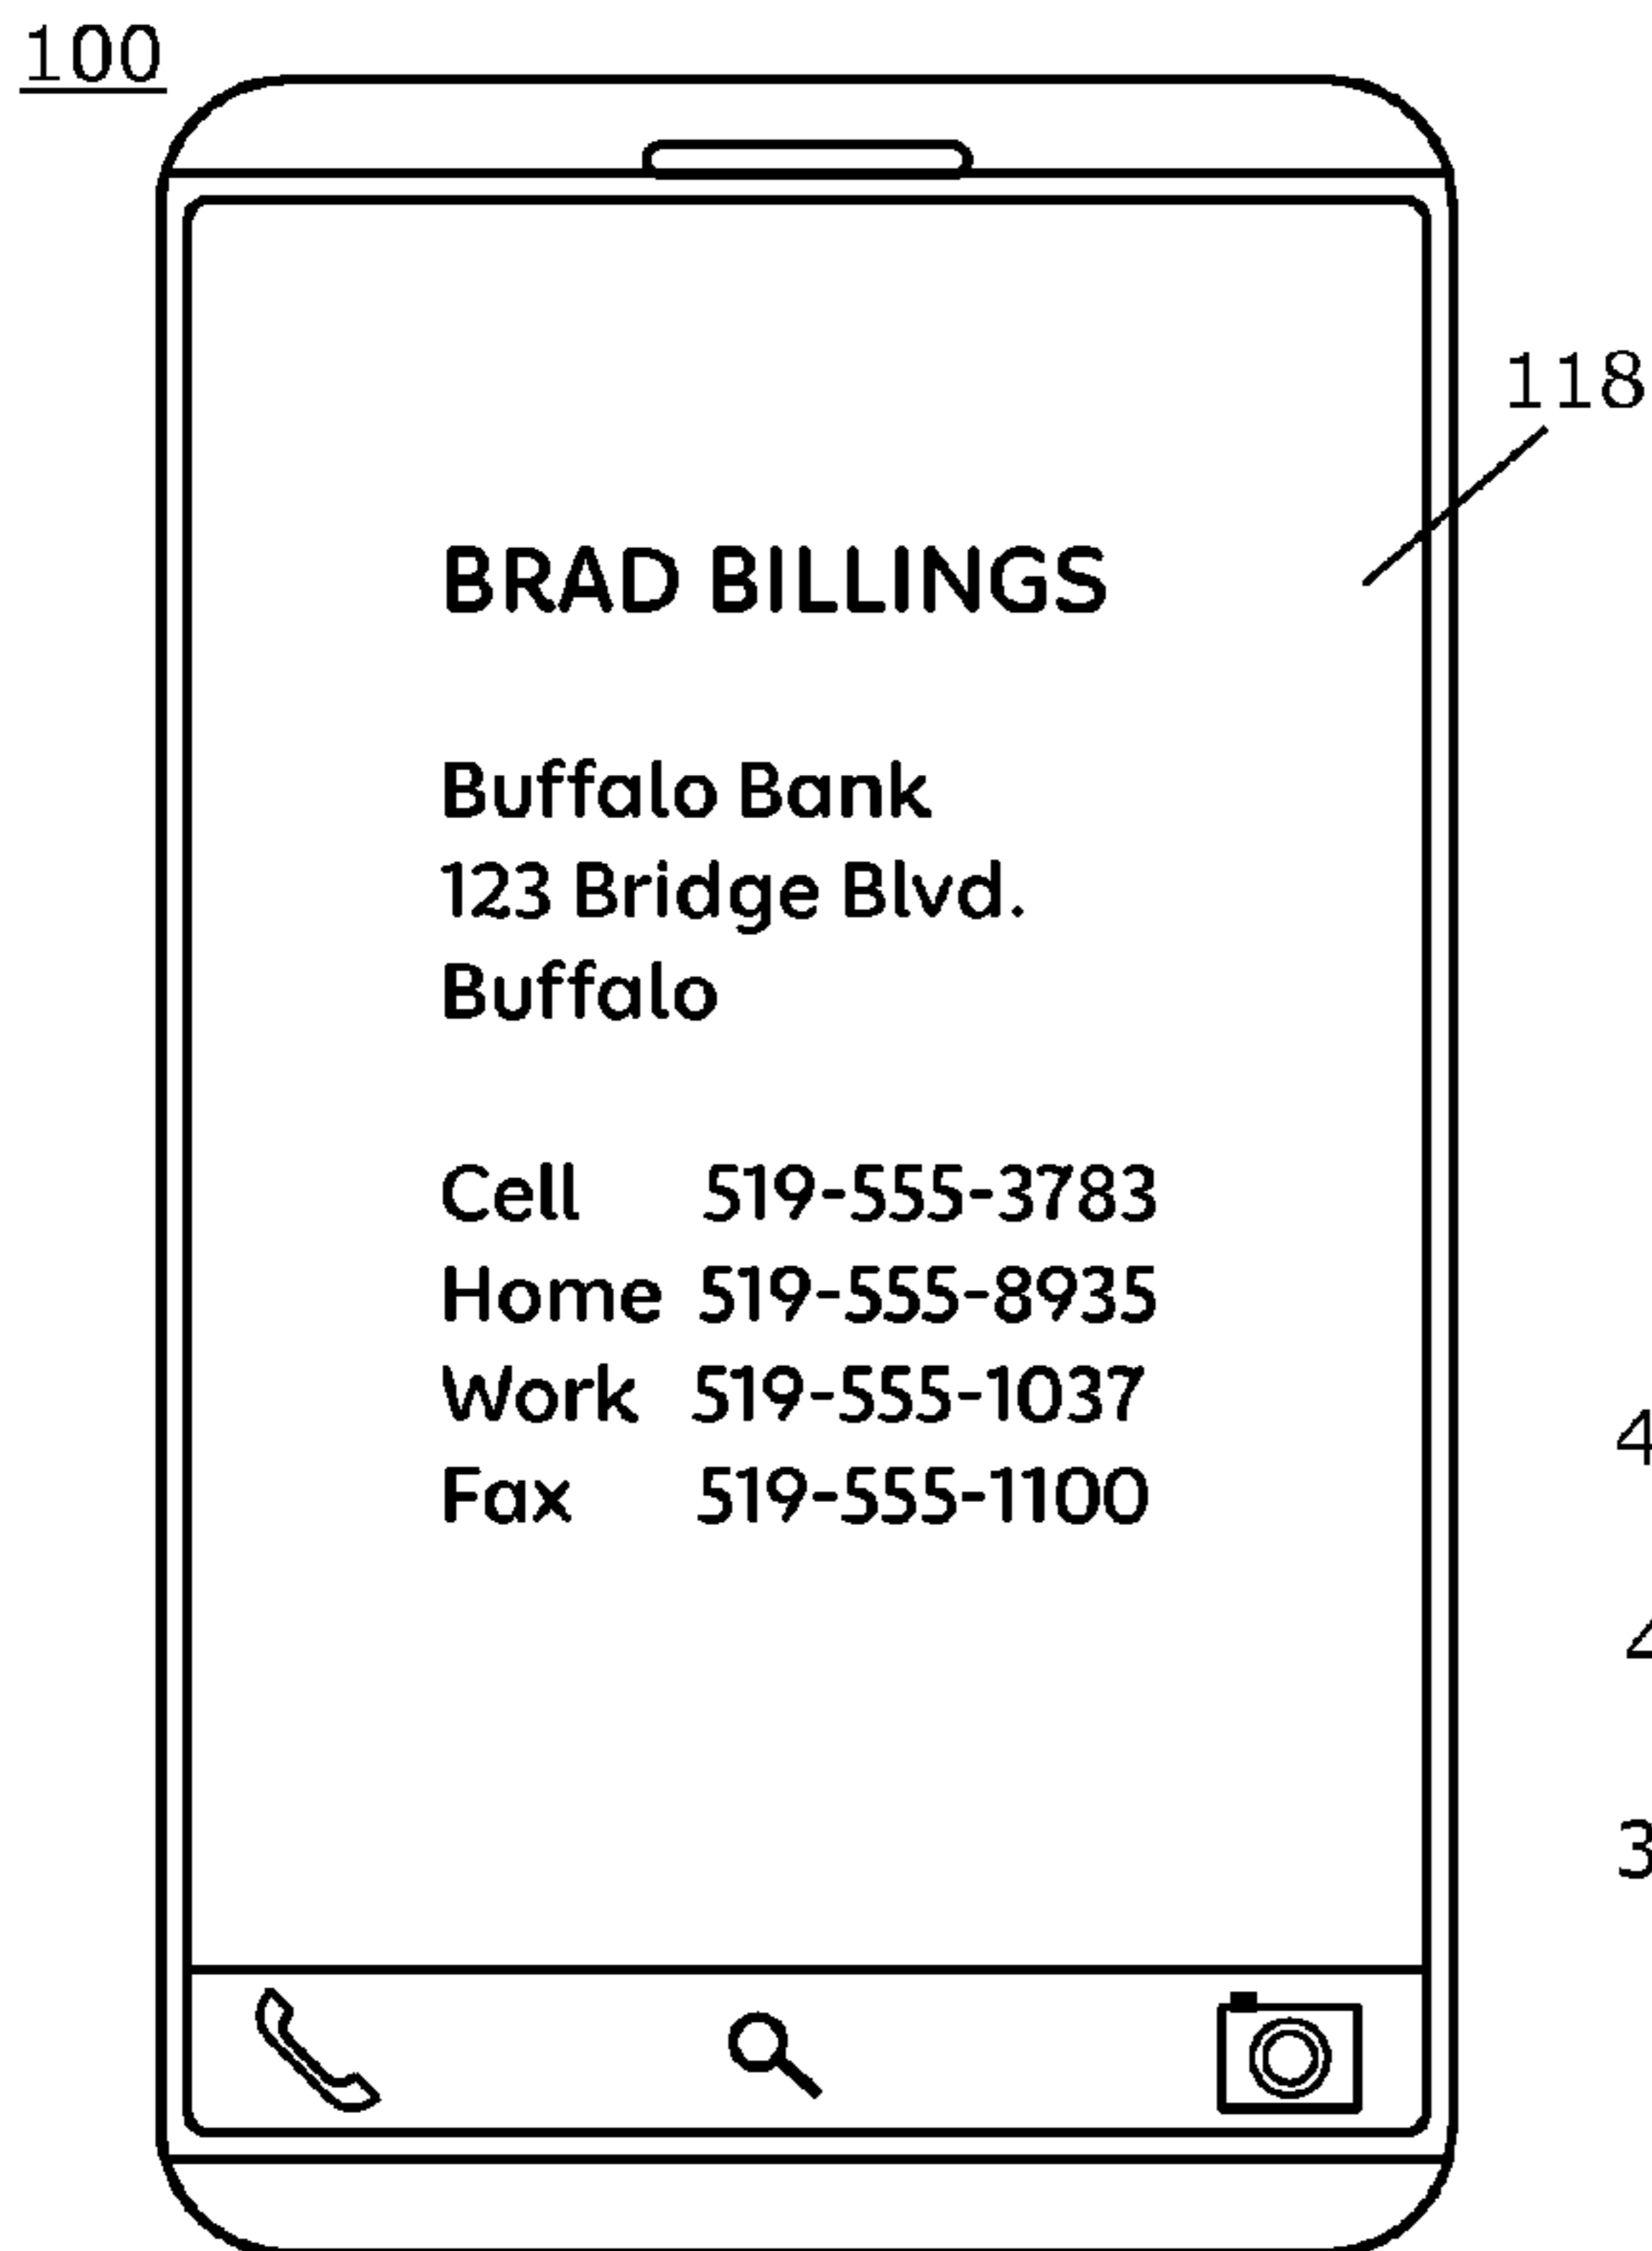 100
118
BRAD BILLINGS
Buffalo Bank
123 Bridge Blvd.
Buffalo
Cell 519-555-3783
Home 519-555-8935
Work 519-555-1037
Fax 519-555-1100